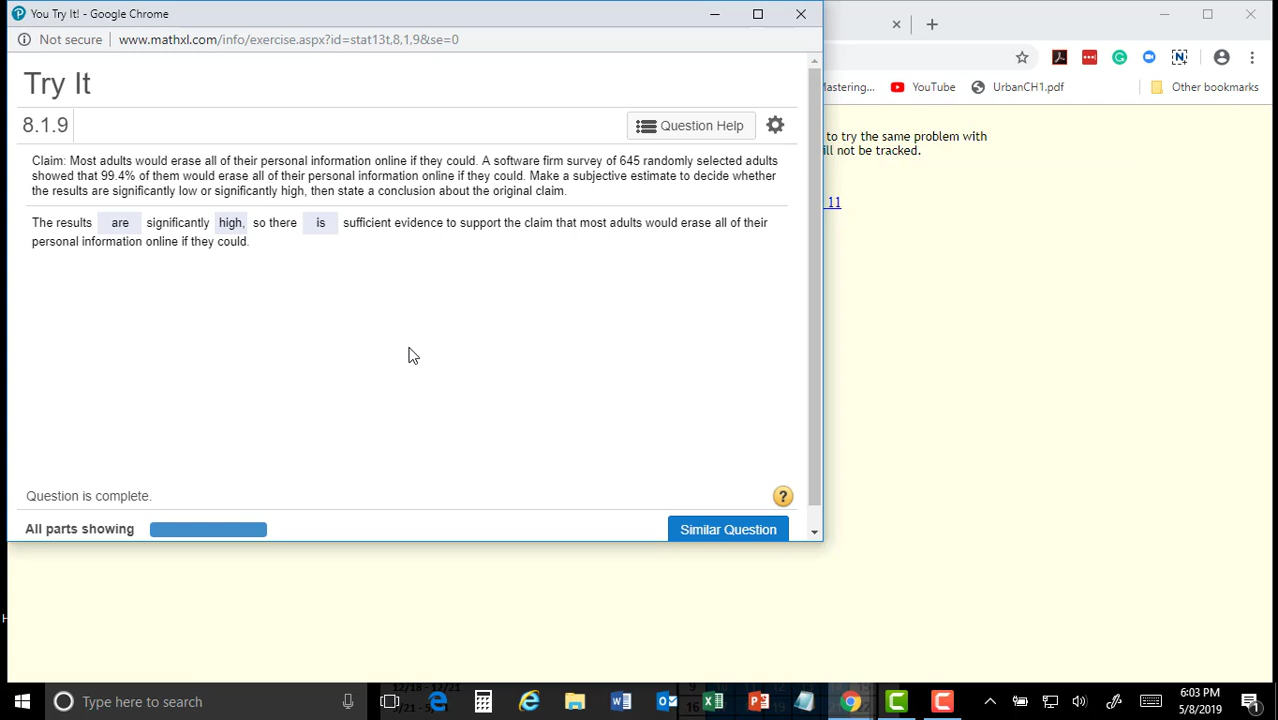 You Try It! - Google Chrome
Not secure | www.mathxl.com/info/exercise.aspx?id=stat13t,8,1,9&se=0
Try It
8.1.9
Question Help
Claim: Most adults would erase all of their personal information online if they could. A software firm survey of 645 randomly selected adults
showed that 99.4% of them would erase all of their personal information online if they could. Make a subjective estimate to decide whether
the results are significantly low or significantly high, then state a conclusion about the original claim.
The results are significantly high, so there is sufficient evidence to support the claim that most adults would erase all of their
personal information online if they could.
Question is complete.
?
All parts showing
Similar Question
Mastering...
YouTube
UrbanCH1.pdf
Other bookmarks
to try the same problem with
ill not be tracked.
11
12/18 - 12/21
Type here to search
6:03 PM
5/8/2019